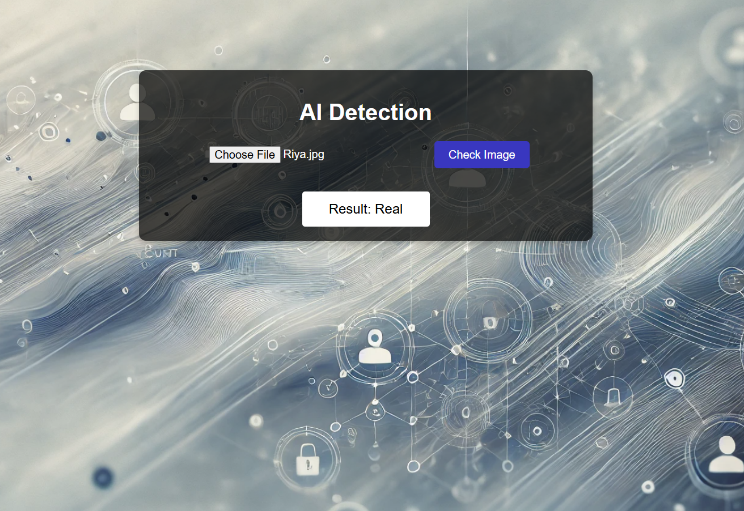 AI Detection
Choose File Riya.jpg
Check Image
Result: Real